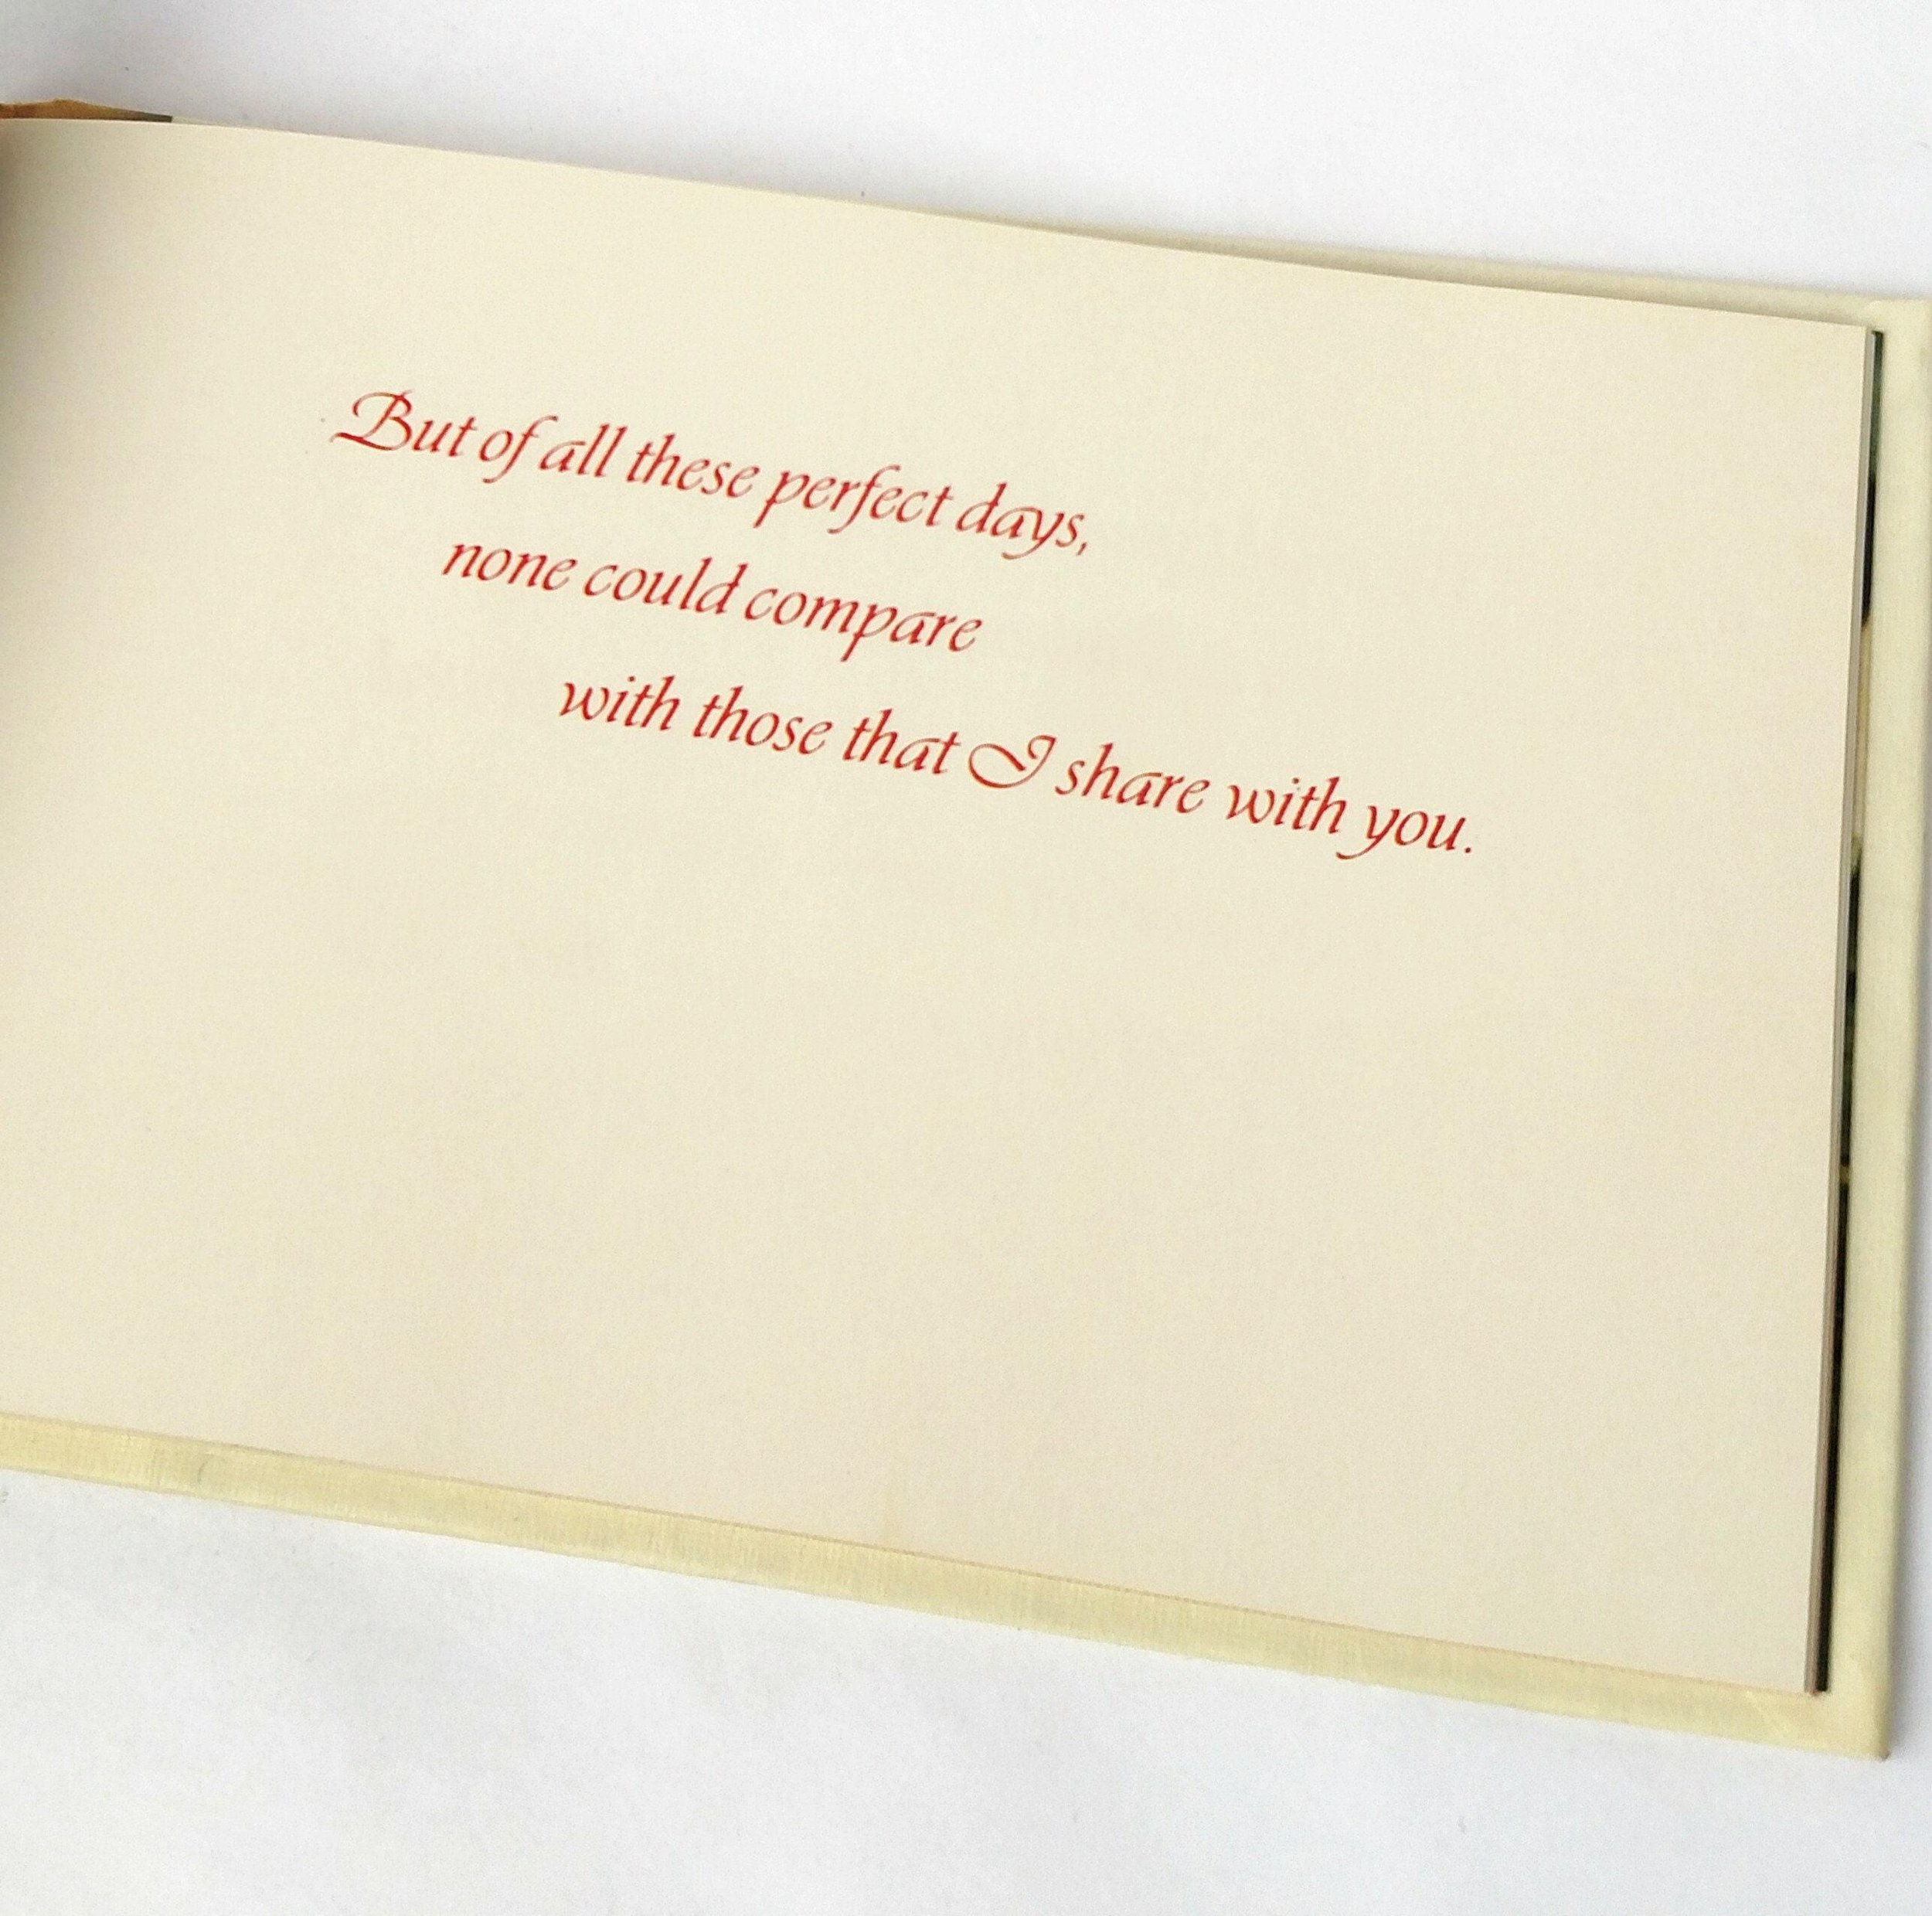 But of all these perfect days,
none could compare
with those that I share with you.